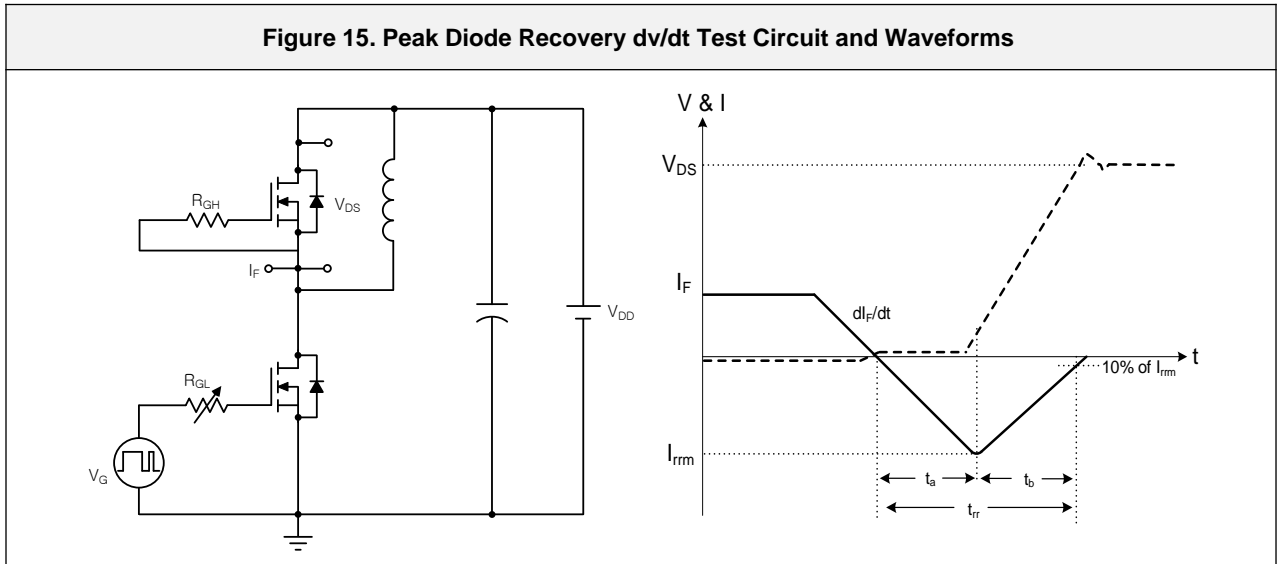 Figure 15. Peak Diode Recovery dv/dt Test Circuit and Waveforms
RGH
VDS
IF
RGL
VG
VDD
V & I
VDS
IF
dIF/dt
t
10% of Irrm
Irrm
ta
tb
trr